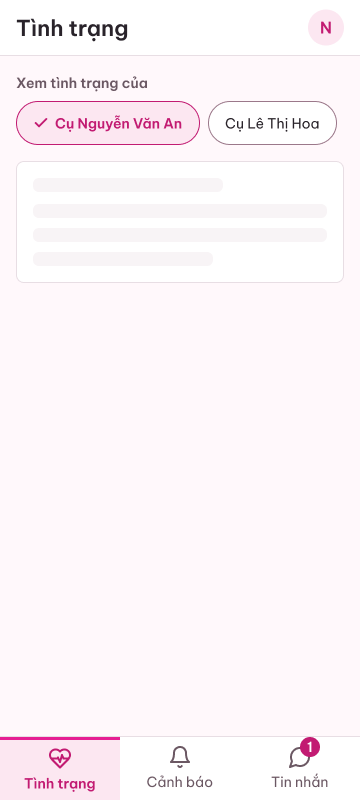 Tình trạng
N
Xem tình trạng của
Cụ Nguyễn Văn An
Cụ Lê Thị Hoa
Tình trạng
Cảnh báo
1
Tin nhắn